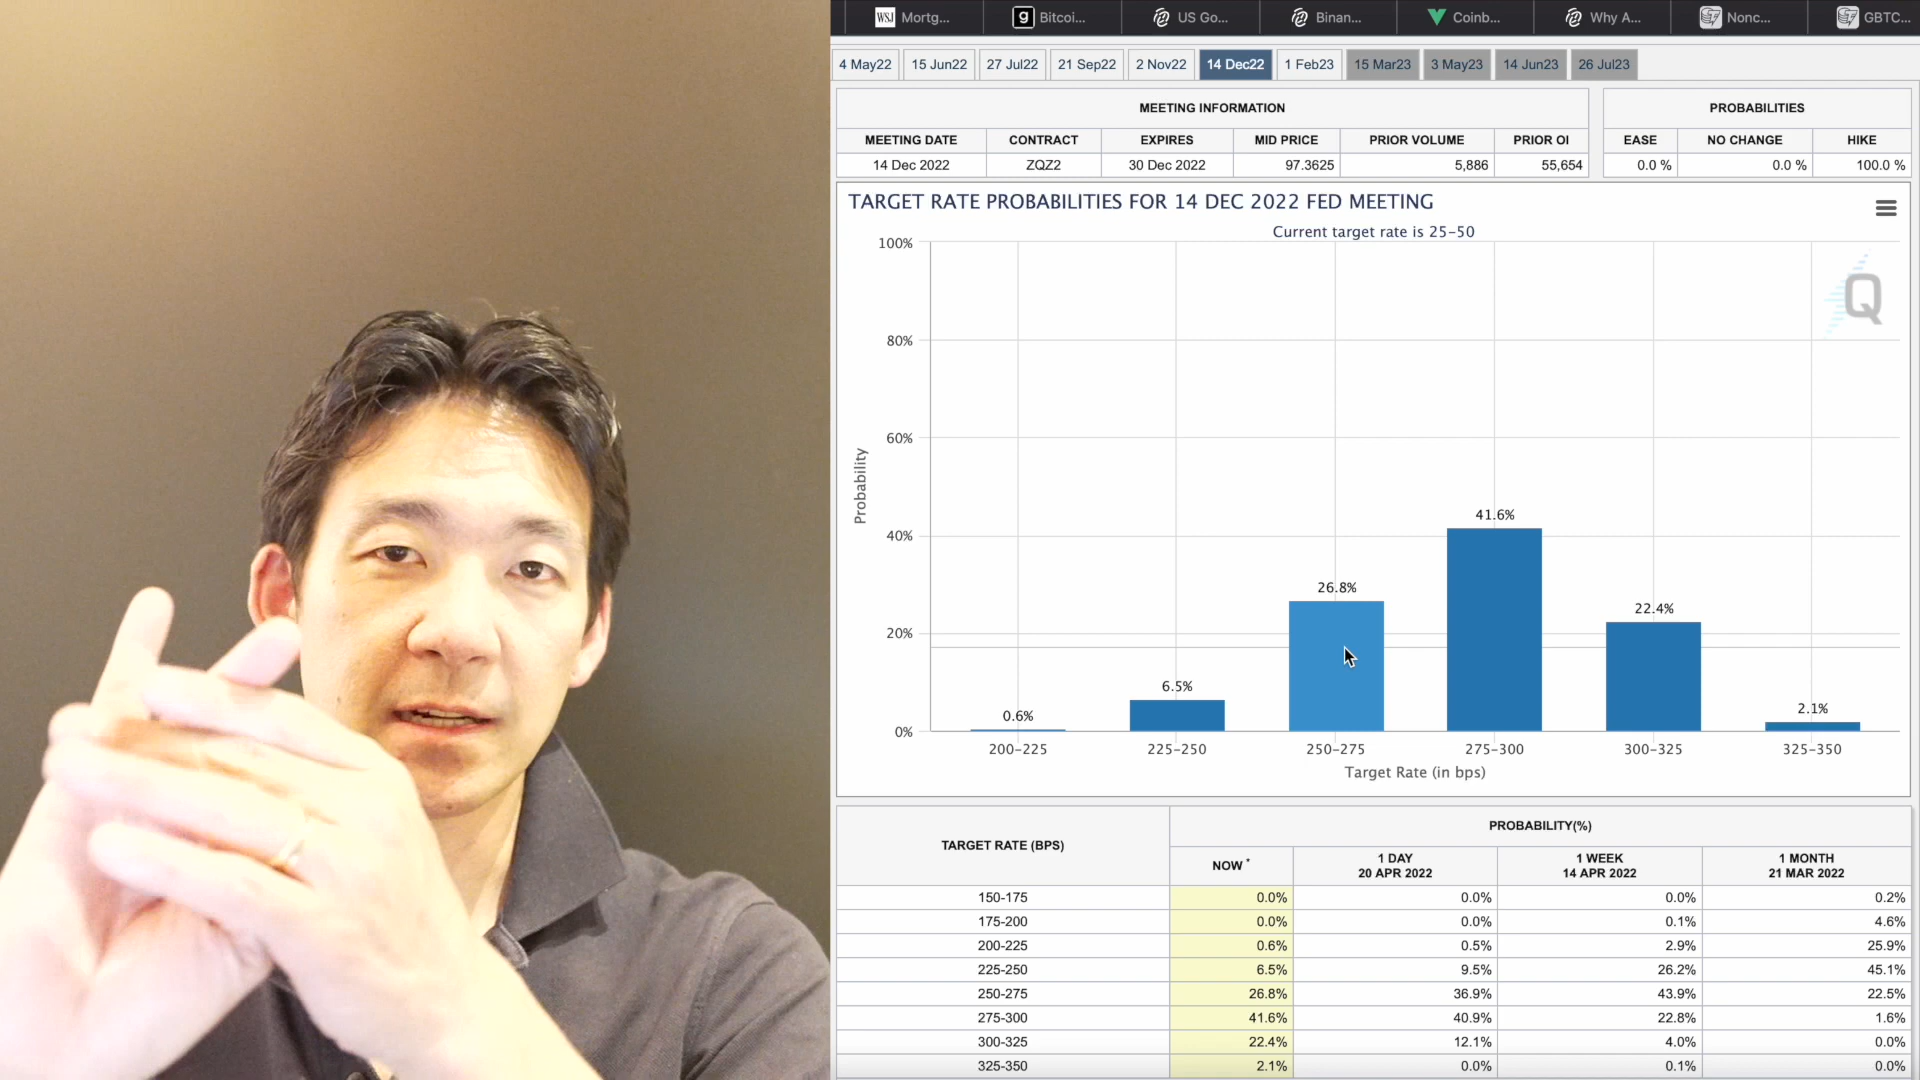 WSJ Mortg... g Bitcoi... US Go... Binan... Coinb... Why A... Nonc... GBTC...
4 May22 15 Jun22 27 Jul22 21 Sep22 2 Nov22 14 Dec22 1 Feb23 15 Mar23 3 May23 14 Jun23 26 Jul23
MEETING INFORMATION PROBABILITIES
MEETING DATE CONTRACT EXPIRES MID PRICE PRIOR VOLUME PRIOR OI EASE NO CHANGE HIKE
14 Dec 2022 ZQZ2 30 Dec 2022 97.3625 5,886 55,654 0.0 % 0.0 % 100.0 %
TARGET RATE PROBABILITIES FOR 14 DEC 2022 FED MEETING
Current target rate is 25–50
Q
Probability
100%
80%
60%
40%
20%
0%
0.6% 6.5% 26.8% 41.6% 22.4% 2.1%
200–225 225–250 250–275 275–300 300–325 325–350
Target Rate (in bps)
TARGET RATE (BPS) PROBABILITY(%)
NOW * 1 DAY 1 WEEK 1 MONTH
20 APR 2022 14 APR 2022 21 MAR 2022
150-175 0.0% 0.0% 0.0% 0.2%
175-200 0.0% 0.0% 0.1% 4.6%
200-225 0.6% 0.5% 2.9% 25.9%
225-250 6.5% 9.5% 26.2% 45.1%
250-275 26.8% 36.9% 43.9% 22.5%
275-300 41.6% 40.9% 22.8% 1.6%
300-325 22.4% 12.1% 4.0% 0.0%
325-350 2.1% 0.0% 0.1% 0.0%